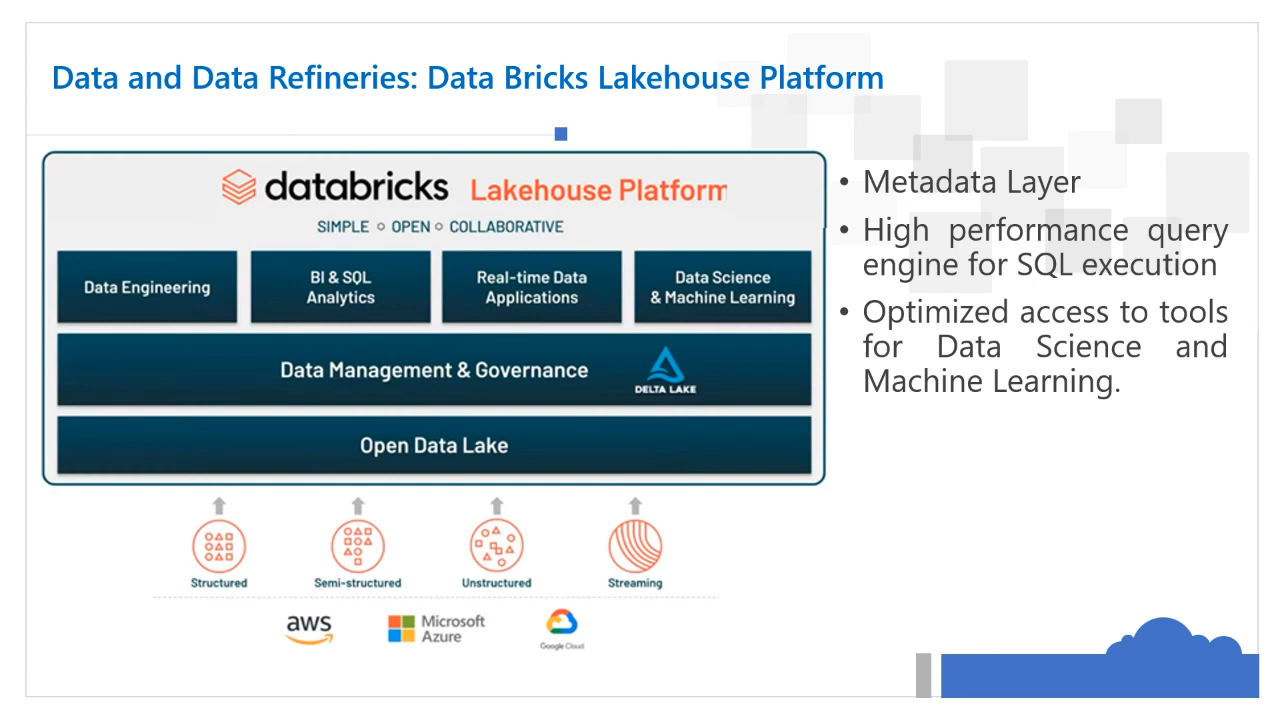 Data and Data Refineries: Data Bricks Lakehouse Platform
databricks Lakehouse Platform
SIMPLE ○ OPEN ○ COLLABORATIVE
Data Engineering
BI & SQL
Analytics
Real-time Data
Applications
Data Science
& Machine Learning
Data Management & Governance
DELTA LAKE
Open Data Lake
Structured
Semi-structured
Unstructured
Streaming
aws
Microsoft
Azure
Google Cloud
• Metadata Layer
• High performance query
engine for SQL execution
• Optimized access to tools
for Data Science and
Machine Learning.